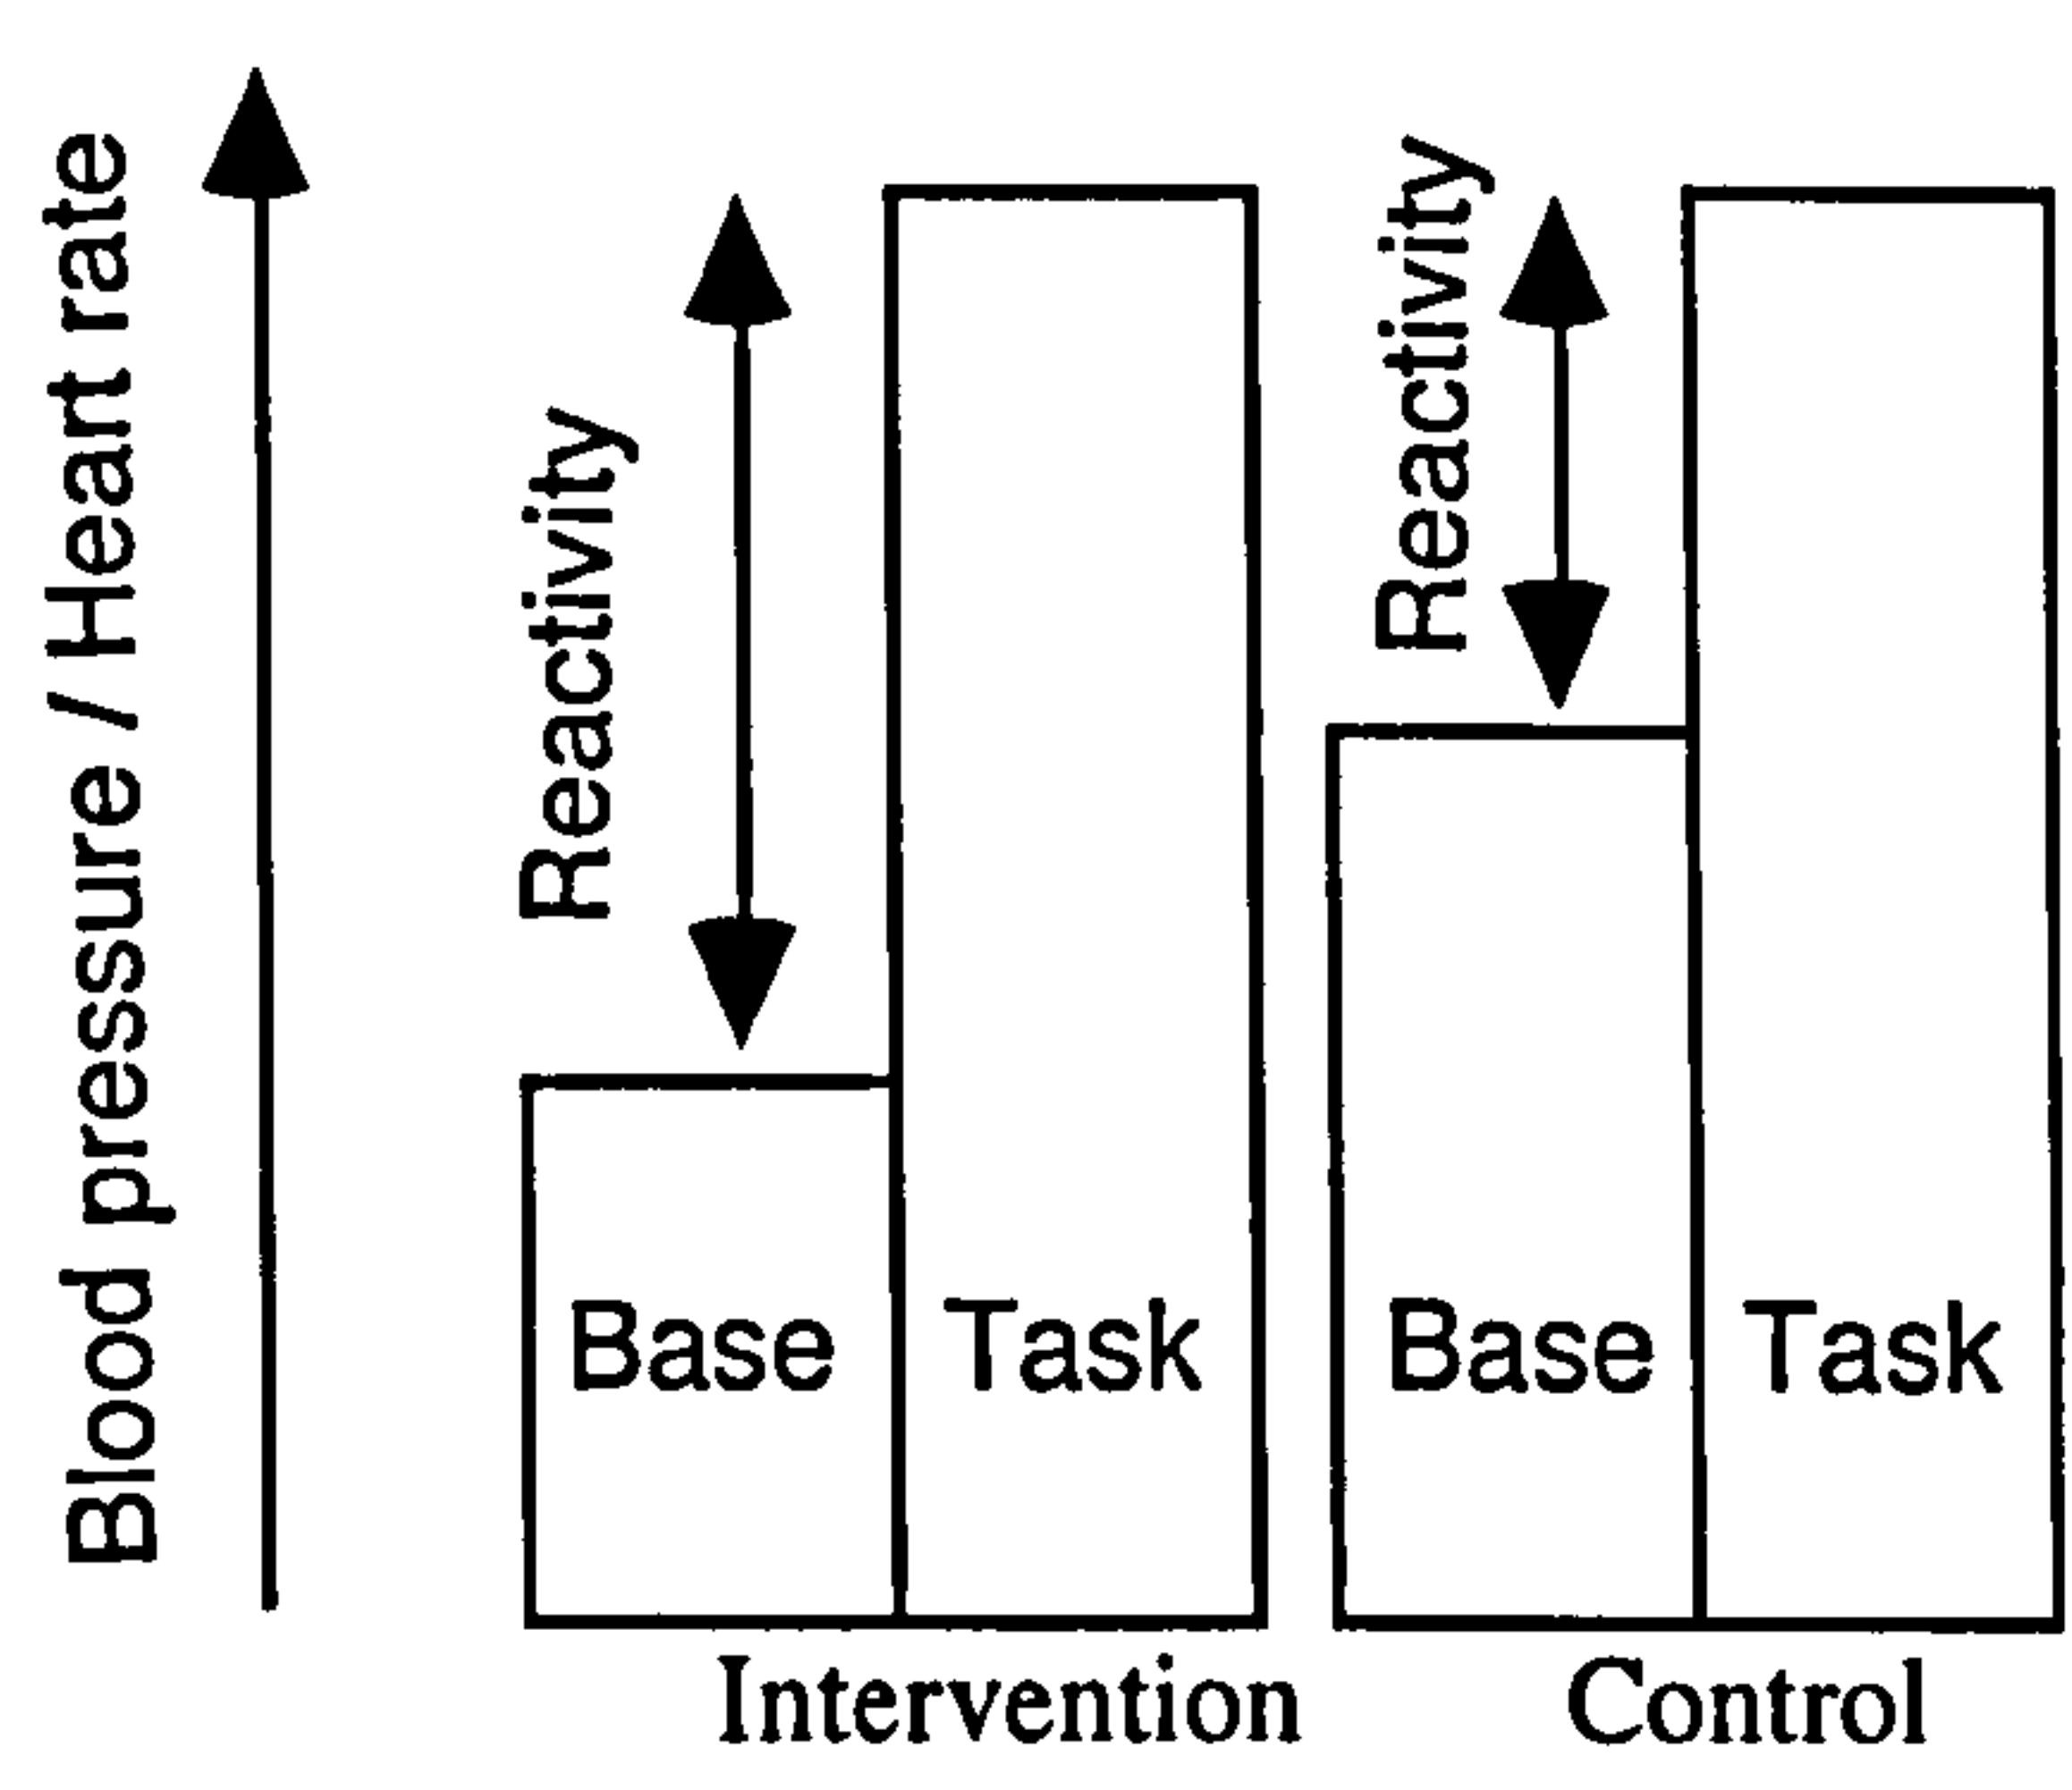 Blood pressure / Heart rate
Reactivity
Reactivity
Base
Task
Base
Task
Intervention
Control